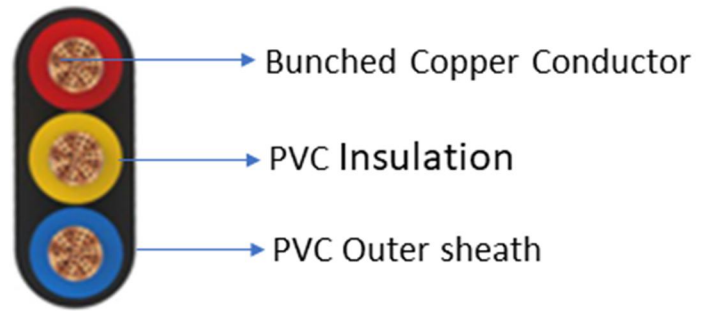 Bunched Copper Conductor
PVC Insulation
PVC Outer sheath